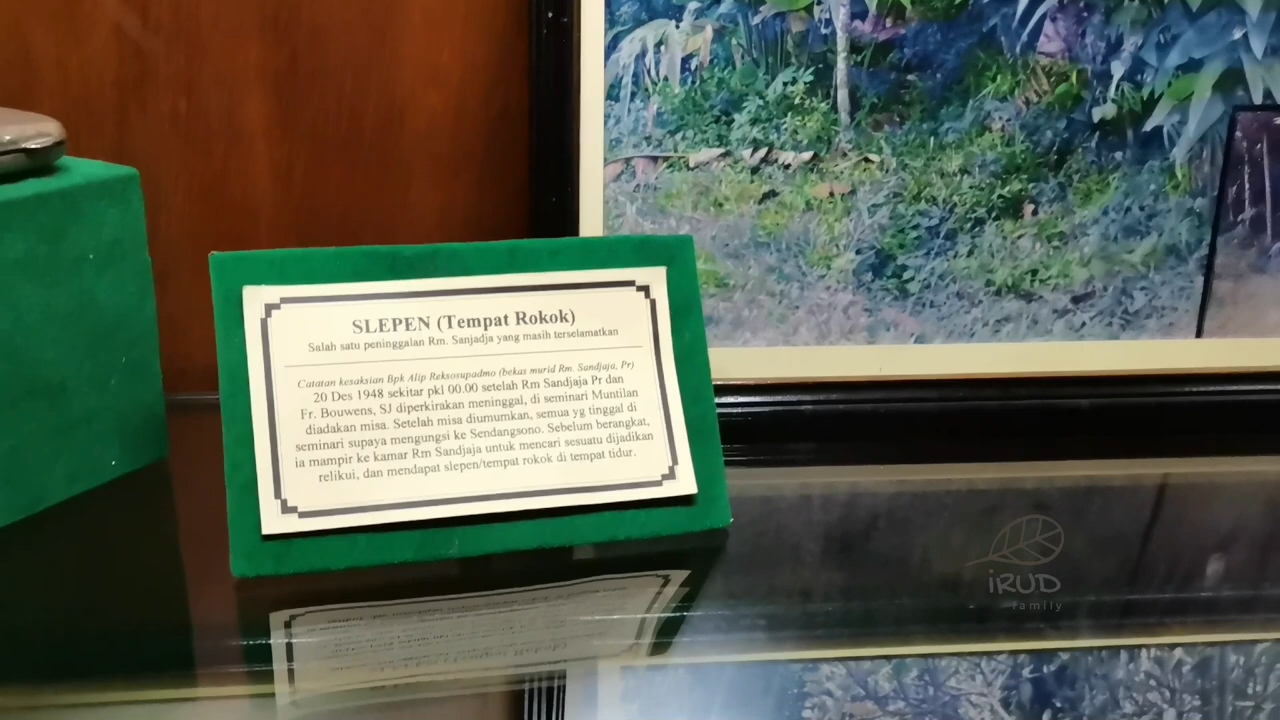 SLEPEN (Tempat Rokok)
Salah satu peninggalan Rm. Sanjadja yang masih terselamatkan
Catatan kesaksian Bpk Alip Reksosupadmo (bekas murid Rm. Sandjaja, Pr)
20 Des 1948 sekitar pkl 00.00 setelah Rm Sandjaja Pr dan
Fr. Bouwens, SJ diperkirakan meninggal, di seminari Muntilan
diadakan misa. Setelah misa diumumkan, semua yg tinggal di
seminari supaya mengungsi ke Sendangsono. Sebelum berangkat,
ia mampir ke kamar Rm Sandjaja untuk mencari sesuatu dijadikan
relikui, dan mendapat slepen/tempat rokok di tempat tidur.
iRUD
family